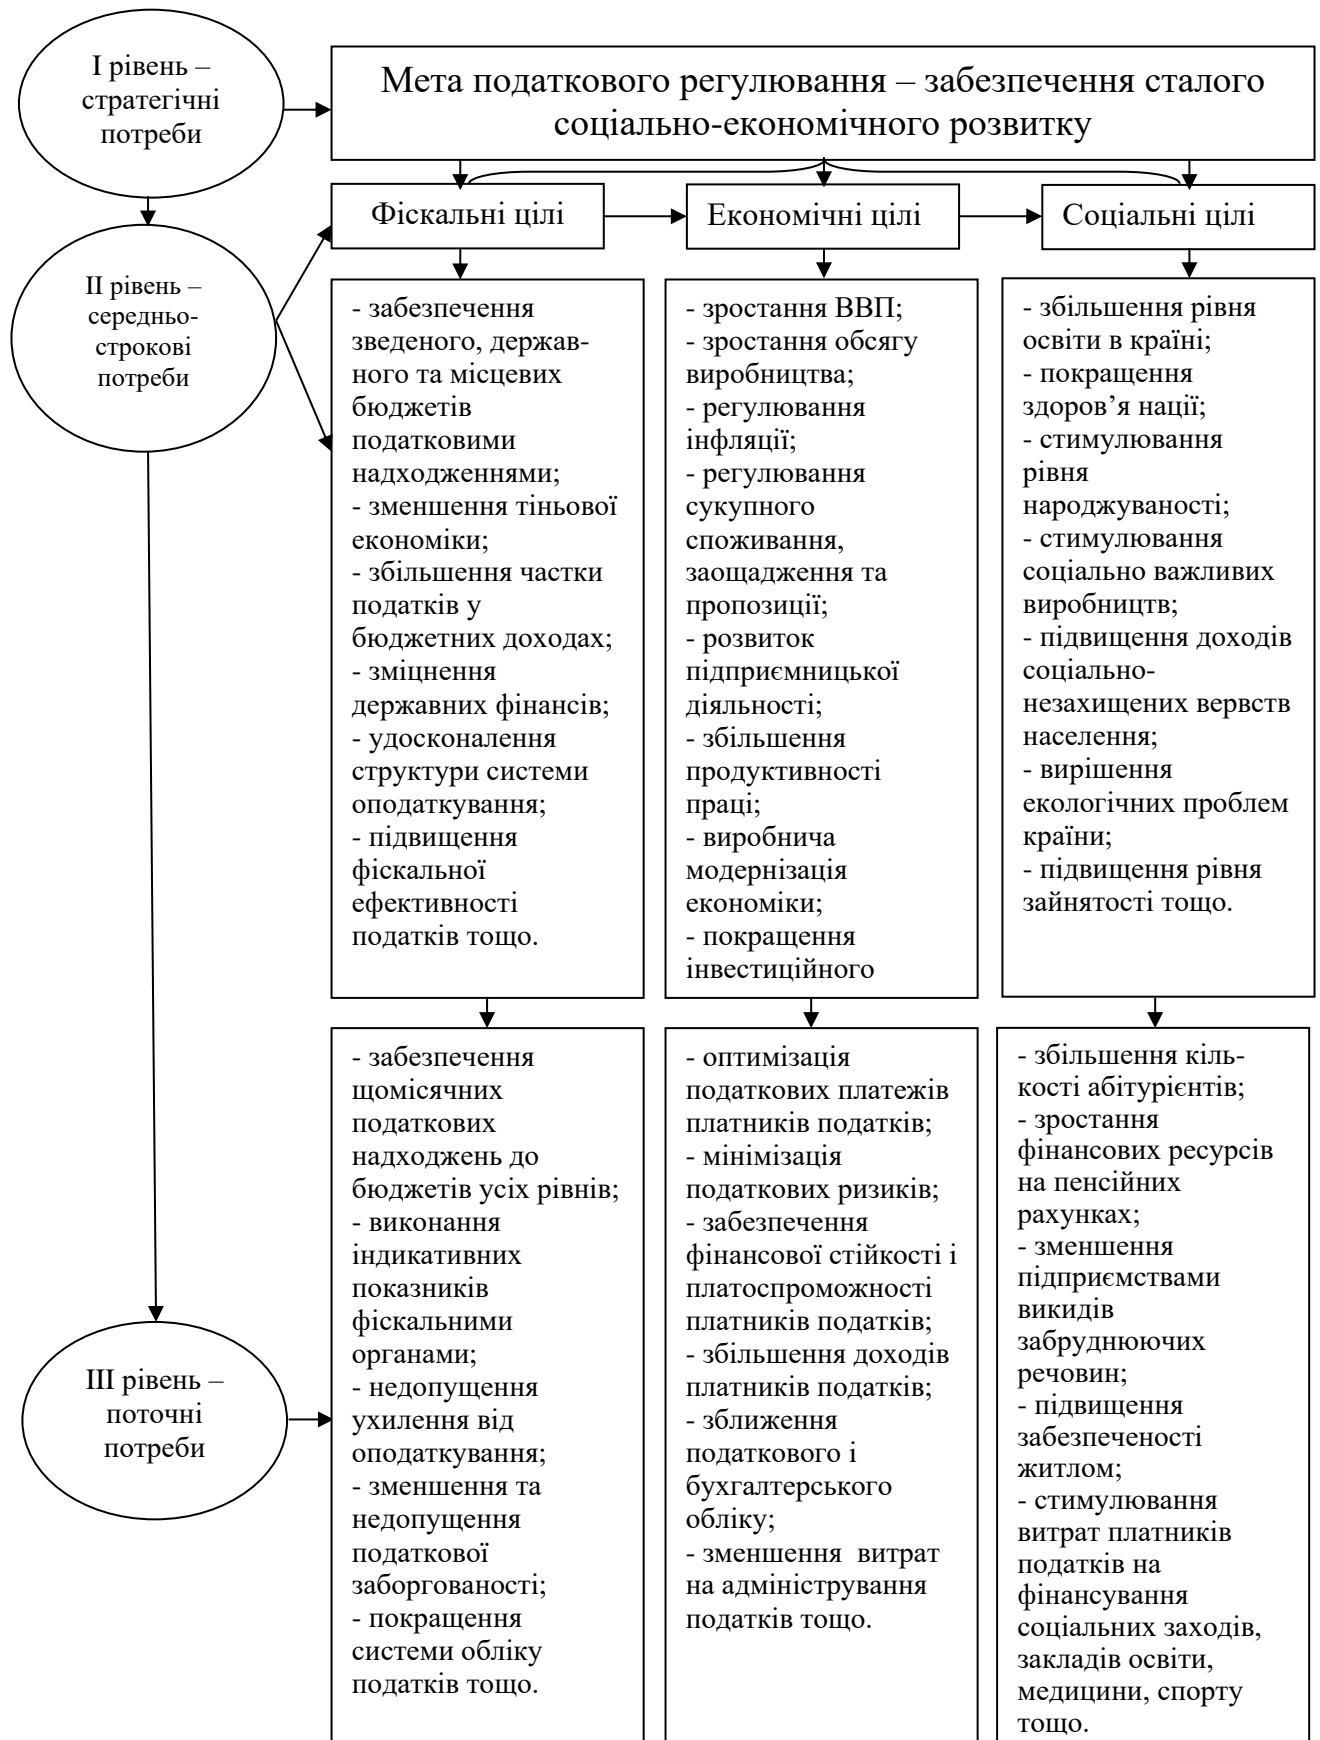 І рівень –
стратегічні
потреби
Мета податкового регулювання – забезпечення сталого
соціально-економічного розвитку
Фіскальні цілі
Економічні цілі
Соціальні цілі
ІІ рівень –
середньо-
строкові
потреби
- забезпечення
зведеного, держав-
ного та місцевих
бюджетів
податковими
надходженнями;
- зменшення тіньової
економіки;
- збільшення частки
податків у
бюджетних доходах;
- зміцнення
державних фінансів;
- удосконалення
структури системи
оподаткування;
- підвищення
фіскальної
ефективності
податків тощо.
- зростання ВВП;
- зростання обсягу
виробництва;
- регулювання
інфляції;
- регулювання
сукупного
споживання,
заощадження та
пропозиції;
- розвиток
підприємницької
діяльності;
- збільшення
продуктивності
праці;
- виробнича
модернізація
економіки;
- покращення
інвестиційного
- збільшення рівня
освіти в країні;
- покращення
здоров’я нації;
- стимулювання
рівня
народжуваності;
- стимулювання
соціально важливих
виробництв;
- підвищення доходів
соціально-
незахищених вервств
населення;
- вирішення
екологічних проблем
країни;
- підвищення рівня
зайнятості тощо.
ІІІ рівень –
поточні
потреби
- забезпечення
щомісячних
податкових
надходжень до
бюджетів усіх рівнів;
- виконання
індикативних
показників
фіскальними
органами;
- недопущення
ухилення від
оподаткування;
- зменшення та
недопущення
податкової
заборгованості;
- покращення
системи обліку
податків тощо.
- оптимізація
податкових платежів
платників податків;
- мінімізація
податкових ризиків;
- забезпечення
фінансової стійкості і
платоспроможності
платників податків;
- збільшення доходів
платників податків;
- зближення
податкового і
бухгалтерського
обліку;
- зменшення  витрат
на адміністрування
податків тощо.
- збільшення кіль-
кості абітурієнтів;
- зростання
фінансових ресурсів
на пенсійних
рахунках;
- зменшення
підприємствами
викидів
забруднюючих
речовин;
- підвищення
забезпеченості
житлом;
- стимулювання
витрат платників
податків на
фінансування
соціальних заходів,
закладів освіти,
медицини, спорту
тощо.